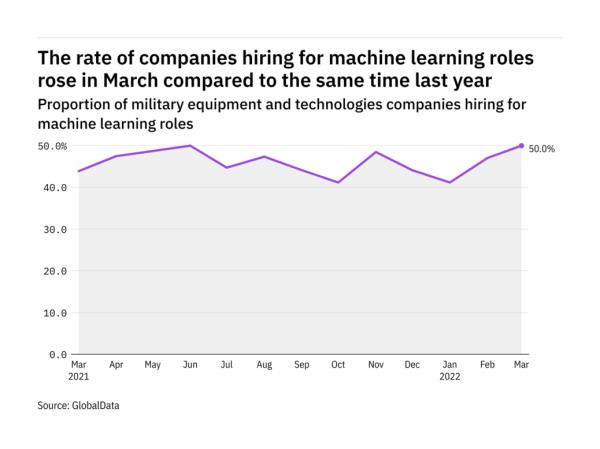 The rate of companies hiring for machine learning roles
rose in March compared to the same time last year
Proportion of military equipment and technologies companies hiring for
machine learning roles
50.0%
50.0%
40.0
30.0
20.0
10.0
0.0
Mar Apr May Jun Jul Aug Sep Oct Nov Dec Jan Feb Mar
2021 2022
Source: GlobalData